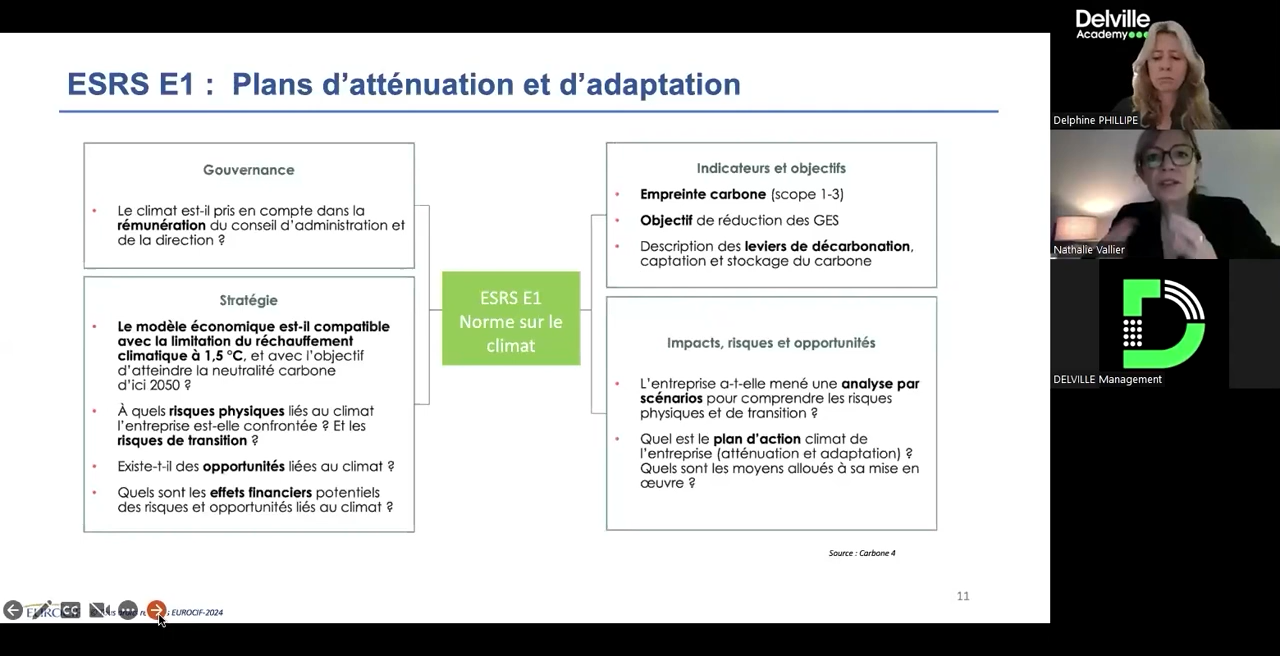 ESRS E1 : Plans d’atténuation et d’adaptation
Gouvernance
• Le climat est-il pris en compte dans la
rémunération du conseil d’administration et
de la direction ?
Stratégie
• Le modèle économique est-il compatible
avec la limitation du réchauffement
climatique à 1,5 °C, et avec l’objectif
d’atteindre la neutralité carbone
d’ici 2050 ?
• À quels risques physiques liés au climat
l’entreprise est-elle confrontée ? Et les
risques de transition ?
• Existe-t-il des opportunités liées au climat ?
• Quels sont les effets financiers potentiels
des risques et opportunités liés au climat ?
ESRS E1
Norme sur le
climat
Indicateurs et objectifs
• Empreinte carbone (scope 1-3)
• Objectif de réduction des GES
• Description des leviers de décarbonation,
captation et stockage du carbone
Impacts, risques et opportunités
• L’entreprise a-t-elle mené une analyse par
scénarios pour comprendre les risques
physiques et de transition ?
• Quel est le plan d’action climat de
l’entreprise (atténuation et adaptation) ?
Quels sont les moyens alloués à sa mise en
œuvre ?
Source : Carbone 4
11
CC
EUROCIF-2024
Delville
Academy
Delphine PHILLIPE
Nathalie Vallier
DELVILLE Management